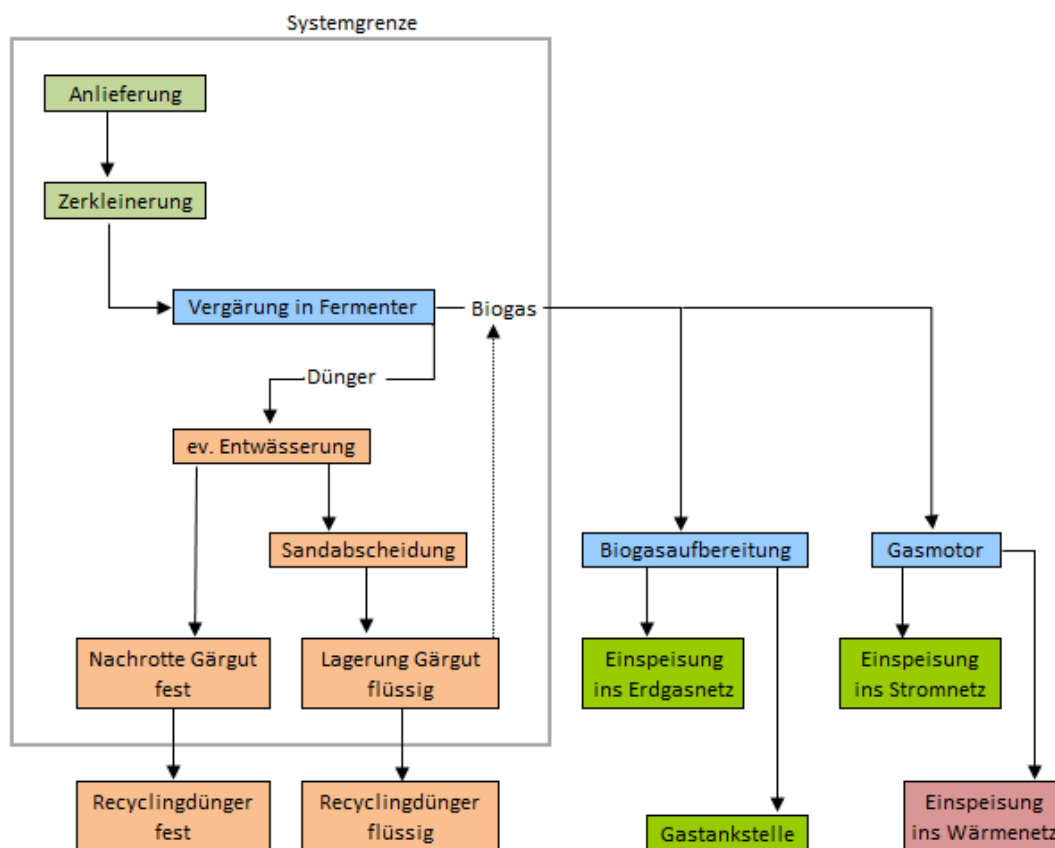 Systemgrenze
Anlieferung
Zerkleinerung
Vergärung in Fermenter
Biogas
Dünger
ev. Entwässerung
Sandabscheidung
Biogasaufbereitung
Gasmotor
Nachrotte Gärgut
fest
Lagerung Gärgut
flüssig
Einspeisung
ins Erdgasnetz
Einspeisung
ins Stromnetz
Recyclingdünger
fest
Recyclingdünger
flüssig
Gastankstelle
Einspeisung
ins Wärmenetz